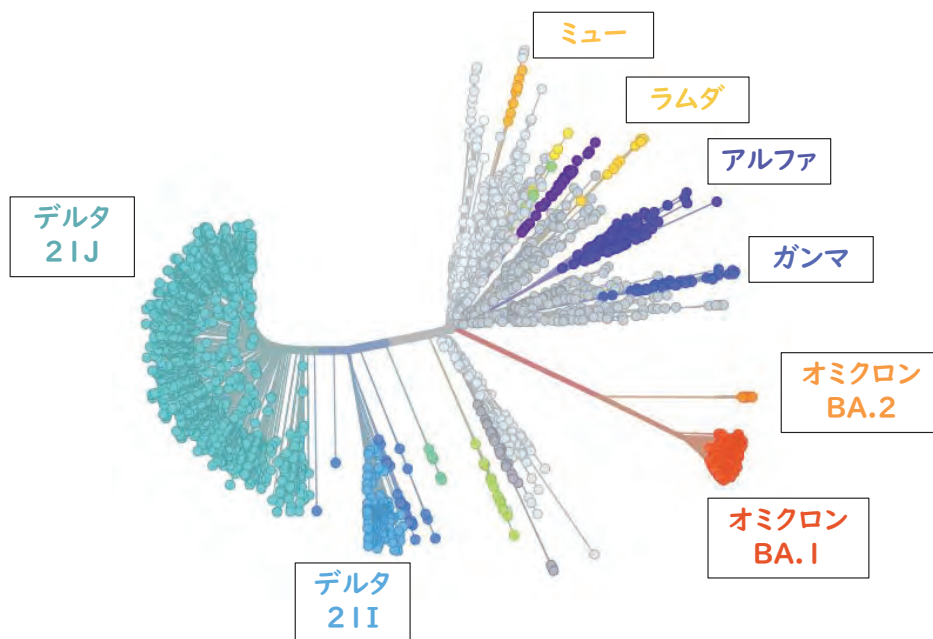 ミュー
ラムダ
アルファ
デルタ
21J
ガンマ
オミクロン
BA.2
オミクロン
BA.1
デルタ
21I